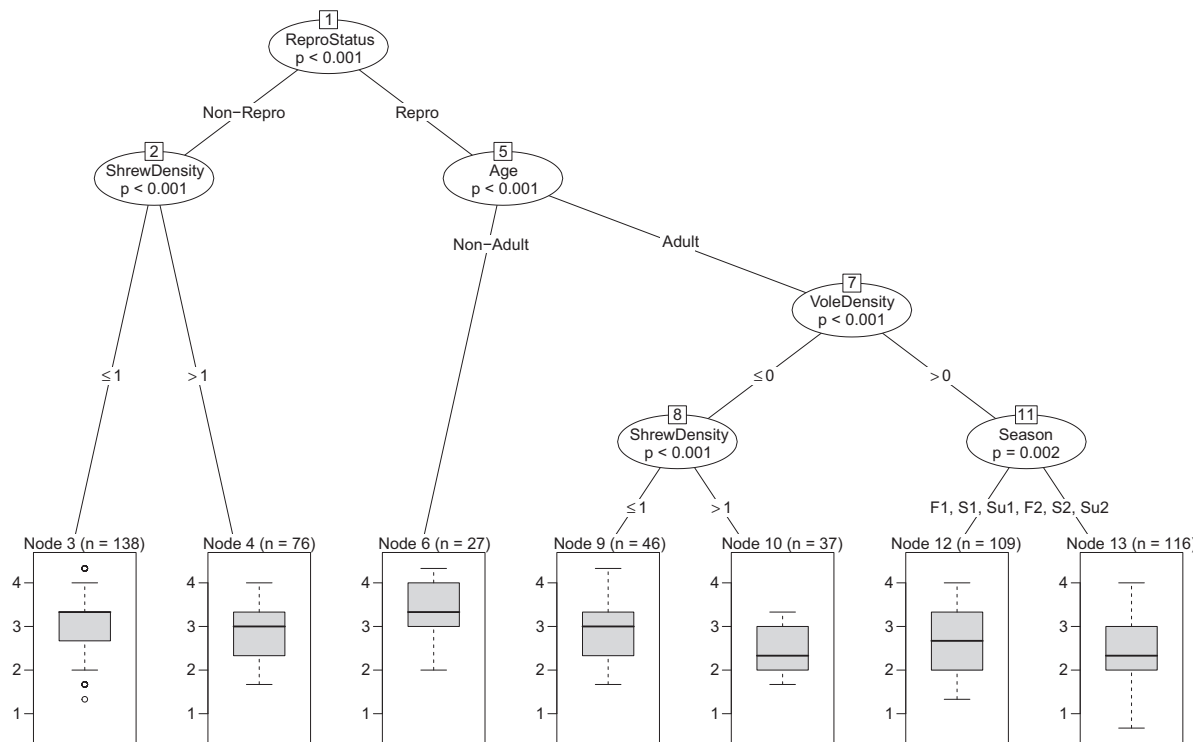 1
ReproStatus
p < 0.001
Non−Repro
Repro
2
ShrewDensity
p < 0.001
5
Age
p < 0.001
Non−Adult
Adult
7
VoleDensity
p < 0.001
≤1
>1
≤0
>0
8
ShrewDensity
p < 0.001
11
Season
p = 0.002
≤1
>1
F1, S1, Su1, F2, S2, Su2
Node 3 (n = 138)
4
3
2
1
Node 4 (n = 76)
4
3
2
1
Node 6 (n = 27)
4
3
2
1
Node 9 (n = 46)
4
3
2
1
Node 10 (n = 37)
4
3
2
1
Node 12 (n = 109)
4
3
2
1
Node 13 (n = 116)
4
3
2
1